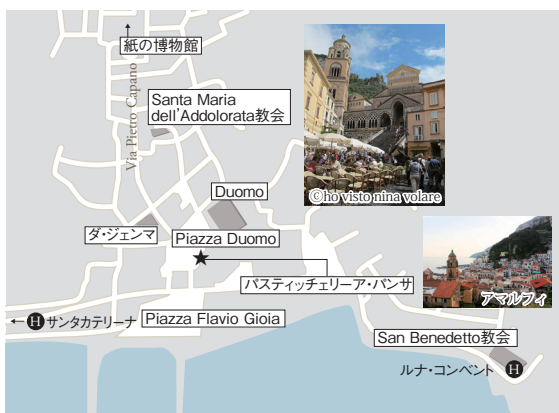 紙の博物館
Via Pietro Capano
Santa Maria
dell'Addolorata教会
©ho visto nina volare
Duomo
ダ・ジェンマ
Piazza Duomo
パスティッチェリーア・パンサ
アマルフィ
← H サンタカテリーナ
Piazza Flavio Gioia
San Benedetto教会
ルナ・コンベント H